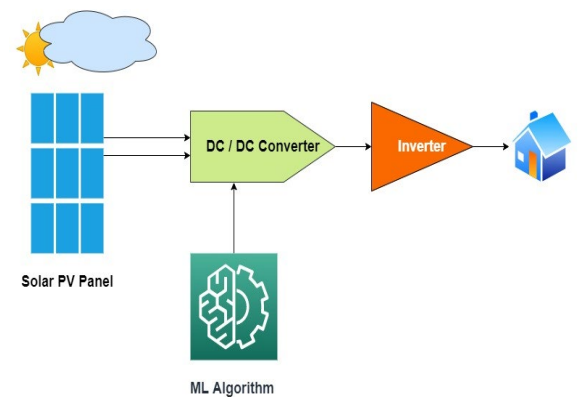 DC / DC Converter
Inverter
Solar PV Panel
ML Algorithm